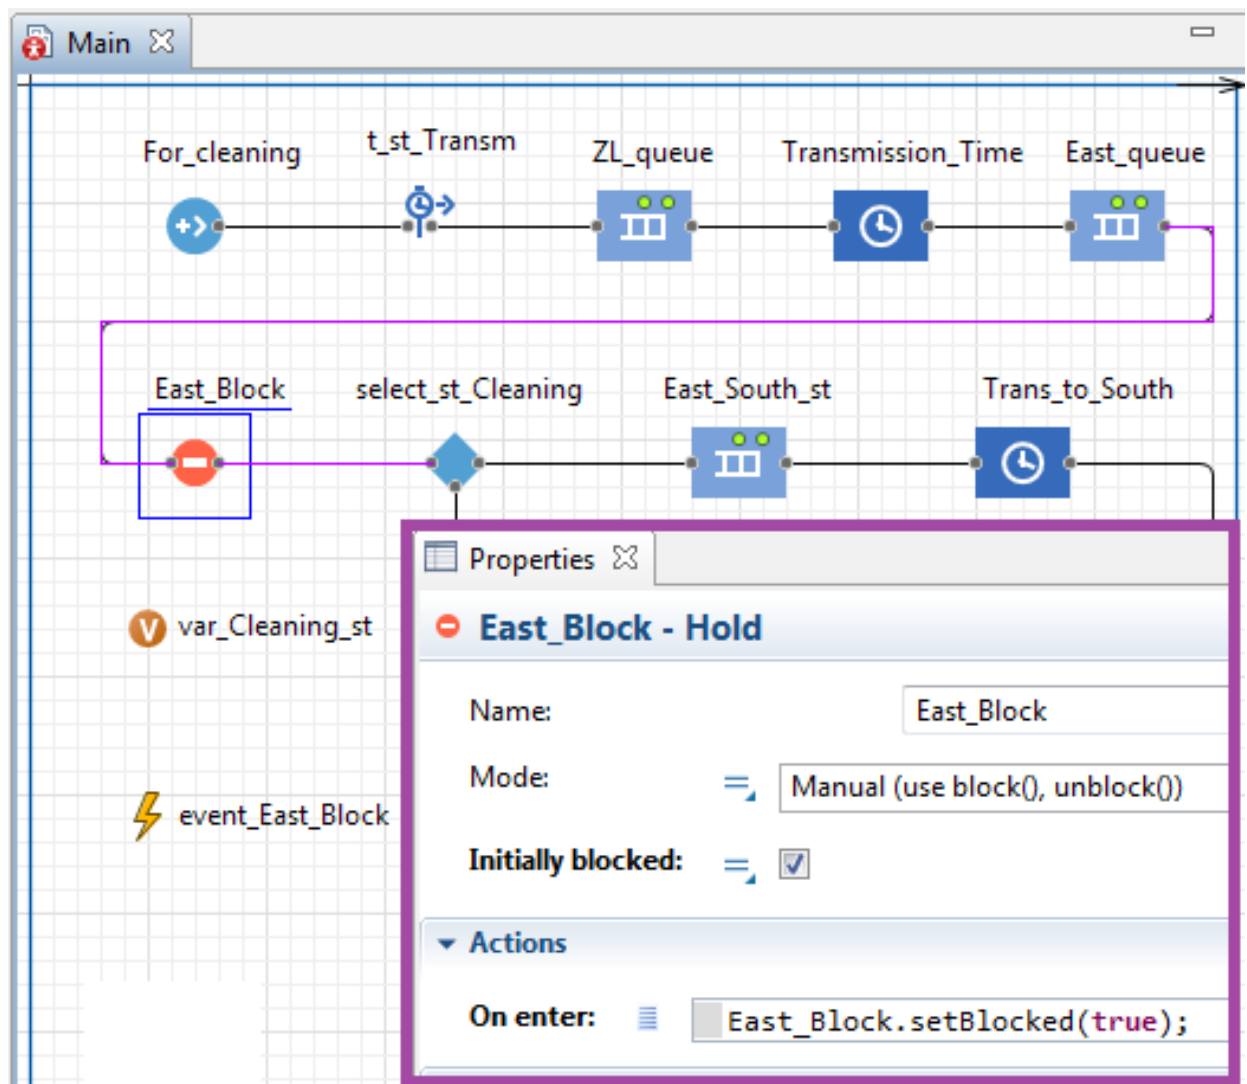 Main
For_cleaning t_st_Transm ZL_queue Transmission_Time East_queue
East_Block select_st_Cleaning East_South_st Trans_to_South
Properties
East_Block - Hold
V var_Cleaning_st
Name: East_Block
Mode: Manual (use block(), unblock())
event_East_Block
Initially blocked:
Actions
On enter: East_Block.setBlocked(true);